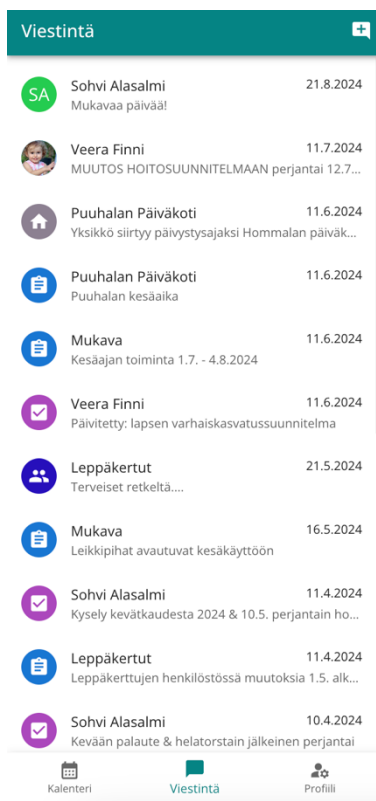 Viestintä
SA
Sohvi Alasalmi 21.8.2024
Mukavaa päivää!
Veera Finni 11.7.2024
MUUTOS HOITOSUUNNITELMAAN perjantai 12.7...
Puuhalan Päiväkoti 11.6.2024
Yksikkö siirtyy päivystysajaksi Hommalan päiväk...
Puuhalan Päiväkoti 11.6.2024
Puuhalan kesäaika
Mukava 11.6.2024
Kesäajan toiminta 1.7. - 4.8.2024
Veera Finni 11.6.2024
Päivitetty: lapsen varhaiskasvatussuunnitelma
Leppäkertut 21.5.2024
Terveiset retkeltä....
Mukava 16.5.2024
Leikkipihat avautuvat kesäkäyttöön
Sohvi Alasalmi 11.4.2024
Kysely kevätkaudesta 2024 & 10.5. perjantain ho...
Leppäkertut 11.4.2024
Leppäkerttujen henkilöstössä muutoksia 1.5. alk...
Sohvi Alasalmi 10.4.2024
Kevään palaute & helatorstain jälkeinen perjantai
Kalenteri Viestintä Profiili